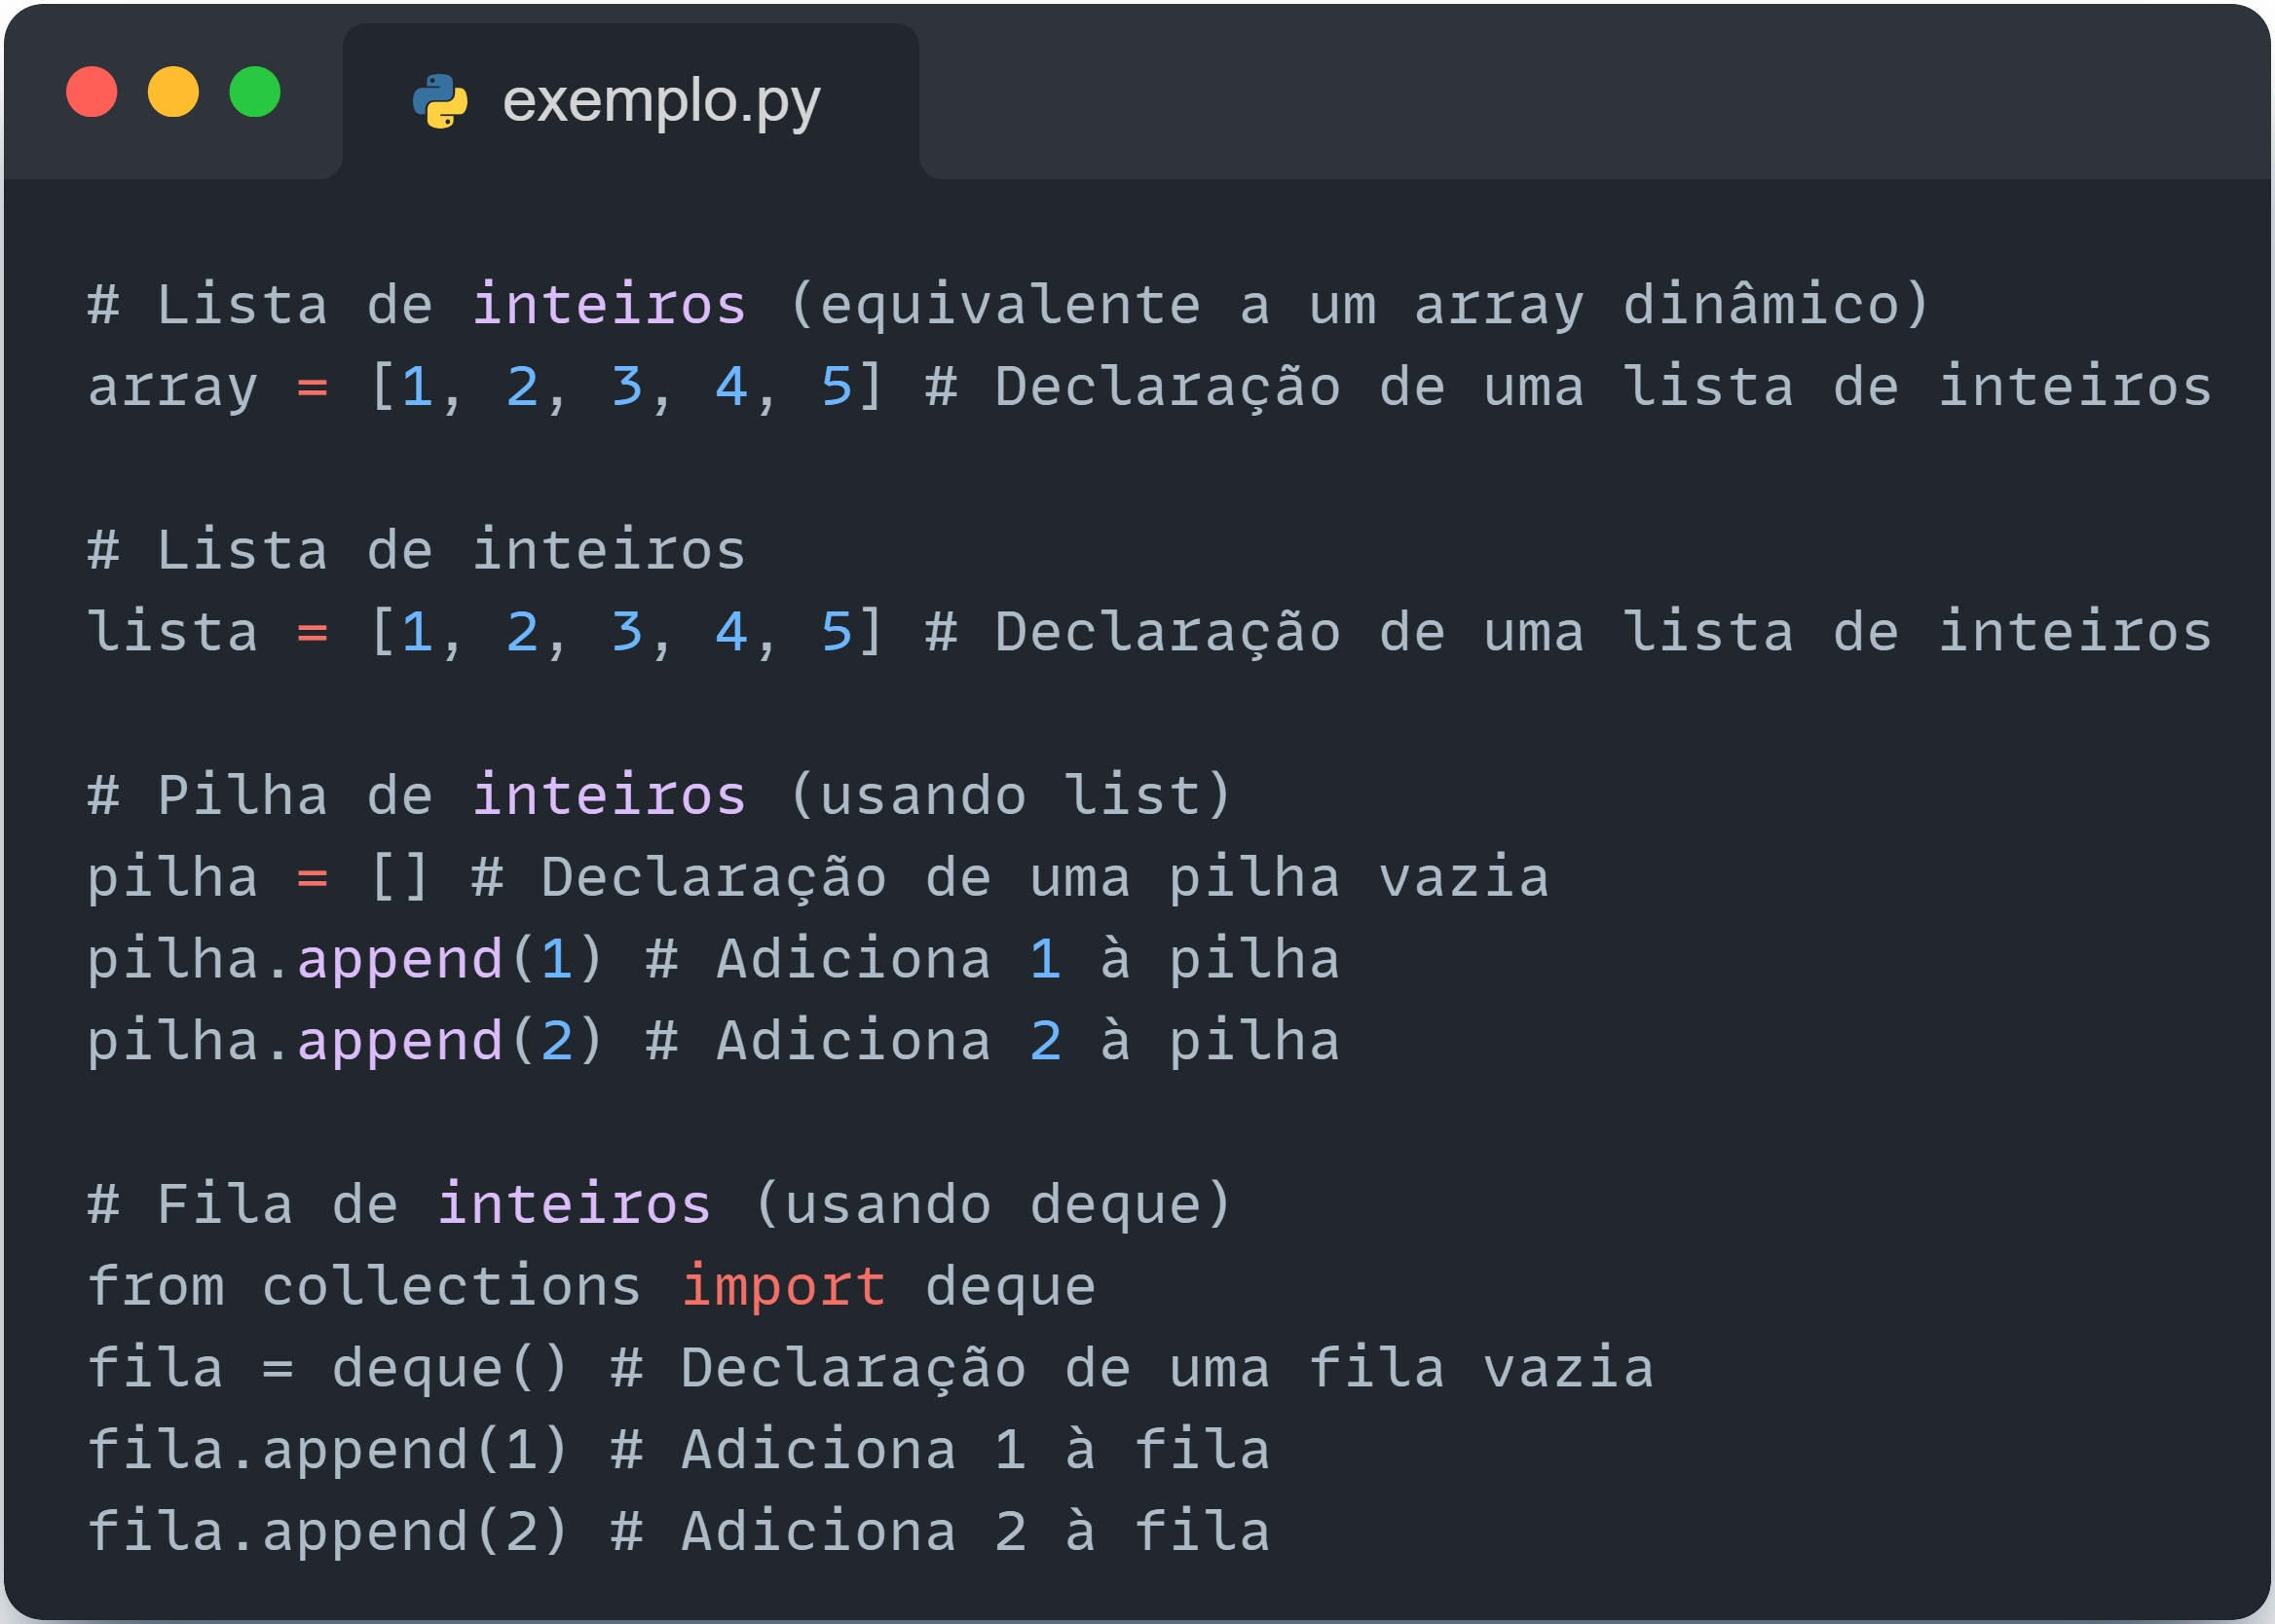 exemplo.py
# Lista de inteiros (equivalente a um array dinâmico)
array = [1, 2, 3, 4, 5] # Declaração de uma lista de inteiros
# Lista de inteiros
lista = [1, 2, 3, 4, 5] # Declaração de uma lista de inteiros
# Pilha de inteiros (usando list)
pilha = [] # Declaração de uma pilha vazia
pilha.append(1) # Adiciona 1 à pilha
pilha.append(2) # Adiciona 2 à pilha
# Fila de inteiros (usando deque)
from collections import deque
fila = deque() # Declaração de uma fila vazia
fila.append(1) # Adiciona 1 à fila
fila.append(2) # Adiciona 2 à fila